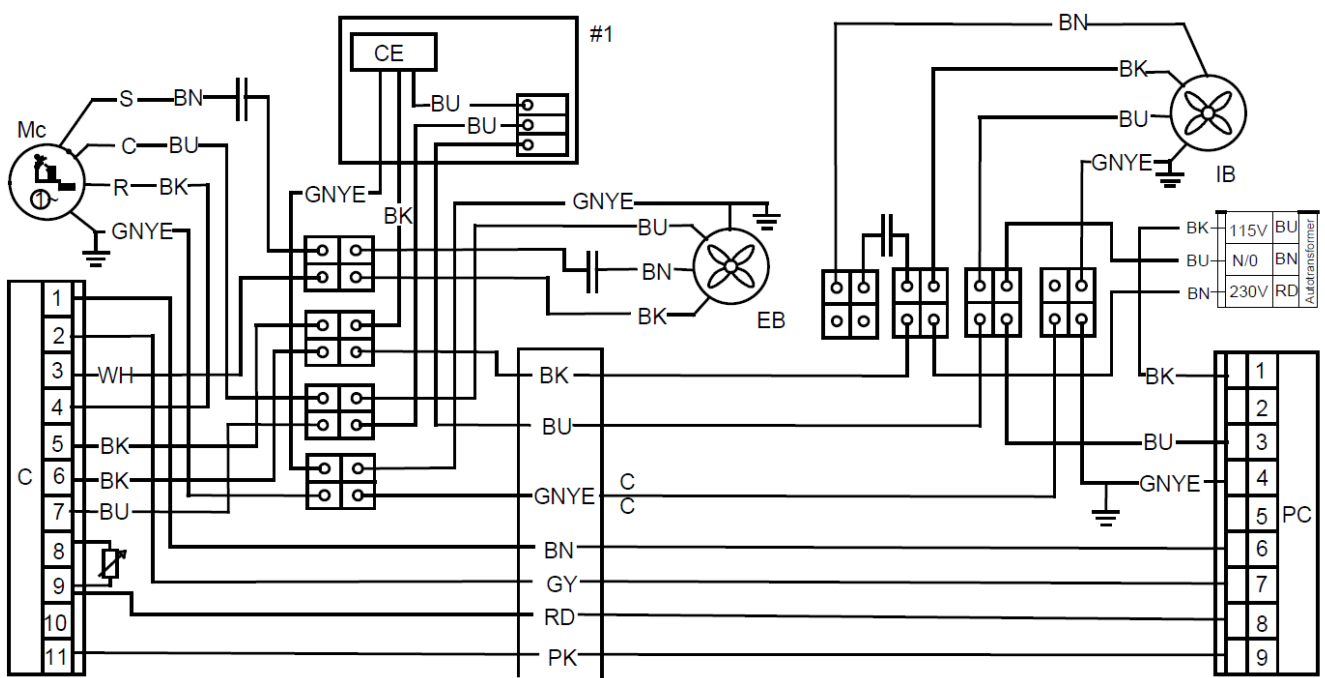 #1
CE
BN
BK
BU
GNYE
IB
S BN
BU
BU
Mc
C BU
R BK
1~
GNYE
GNYE
BK
GNYE
BU
BN
BK
EB
BK 115V BU
BU N/0 BN
BN 230V RD
Autotransformer
C
1
2
3
4
5
6
7
8
9
10
11
WH
BK
BK
BU
BK
BU
GNYE
C
C
BN
GY
RD
PK
BK
BU
GNYE
1
2
3
4
5
6
7
8
9
PC